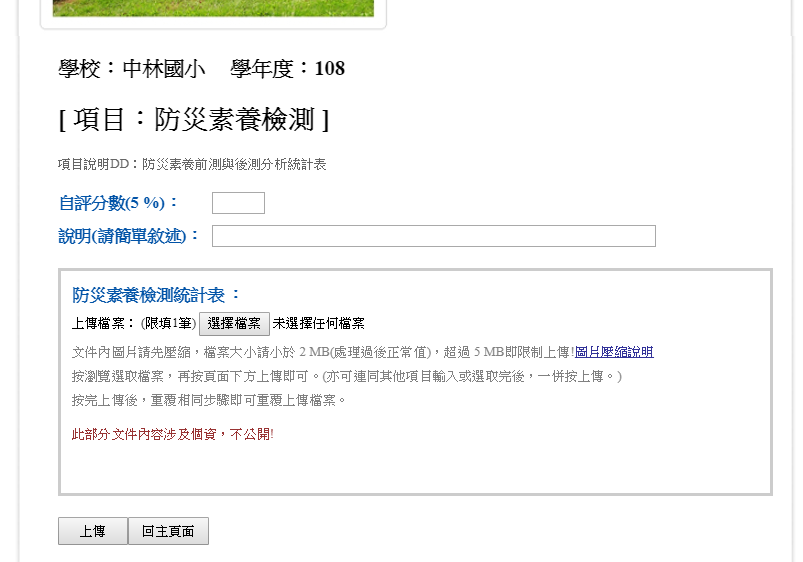 學校：中林國小 學年度：108
[ 項目：防災素養檢測 ]
項目說明DD：防災素養前測與後測分析統計表
自評分數(5 %)：
說明(請簡單敘述)：
防災素養檢測統計表：
上傳檔案： (限填1筆) 選擇檔案 未選擇任何檔案
文件內圖片請先壓縮，檔案大小請小於 2 MB(處理過後正常值)，超過 5 MB即限制上傳!圖片壓縮說明
按瀏覽選取檔案，再按頁面下方上傳即可。(亦可連同其他項目輸入或選取完後，一併按上傳。)
按完上傳後，重覆相同步驟即可重覆上傳檔案。
此部分文件內容涉及個資，不公開!
上傳 回主頁面